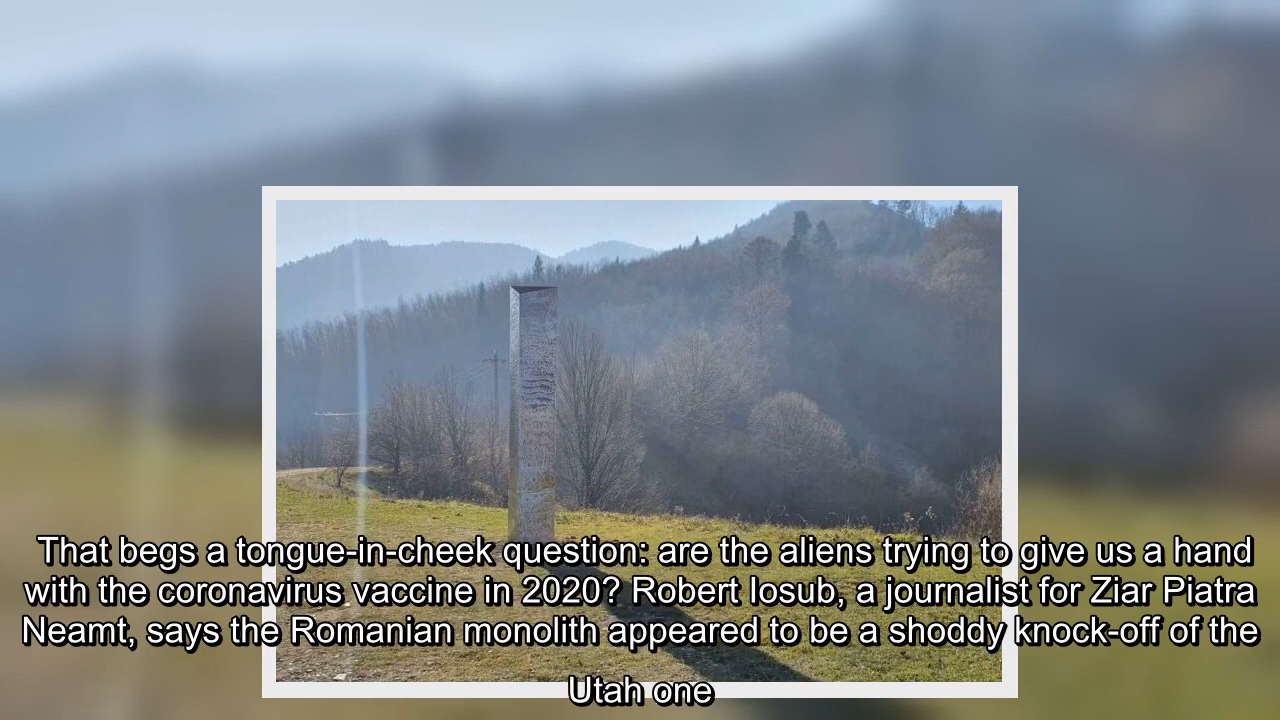 That begs a tongue-in-cheek question: are the aliens trying to give us a hand
with the coronavirus vaccine in 2020? Robert Iosub, a journalist for Ziar Piatra
Neamt, says the Romanian monolith appeared to be a shoddy knock-off of the
Utah one